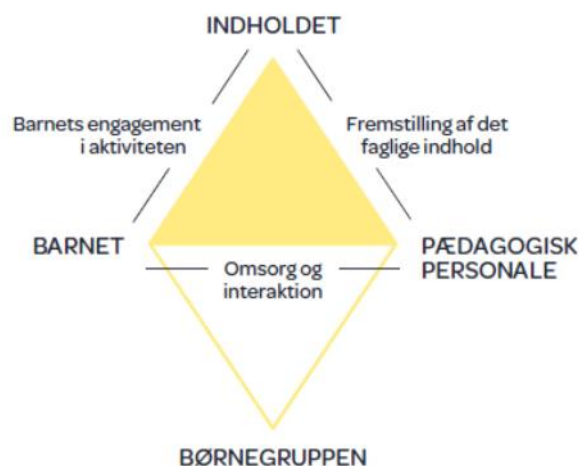 INDHOLDET
Barnets engagement
i aktiviteten
Fremstilling af det
faglige indhold
BARNET
Omsorg og
interaktion
PÆDAGOGISK
PERSONALE
BØRNEGRUPPEN